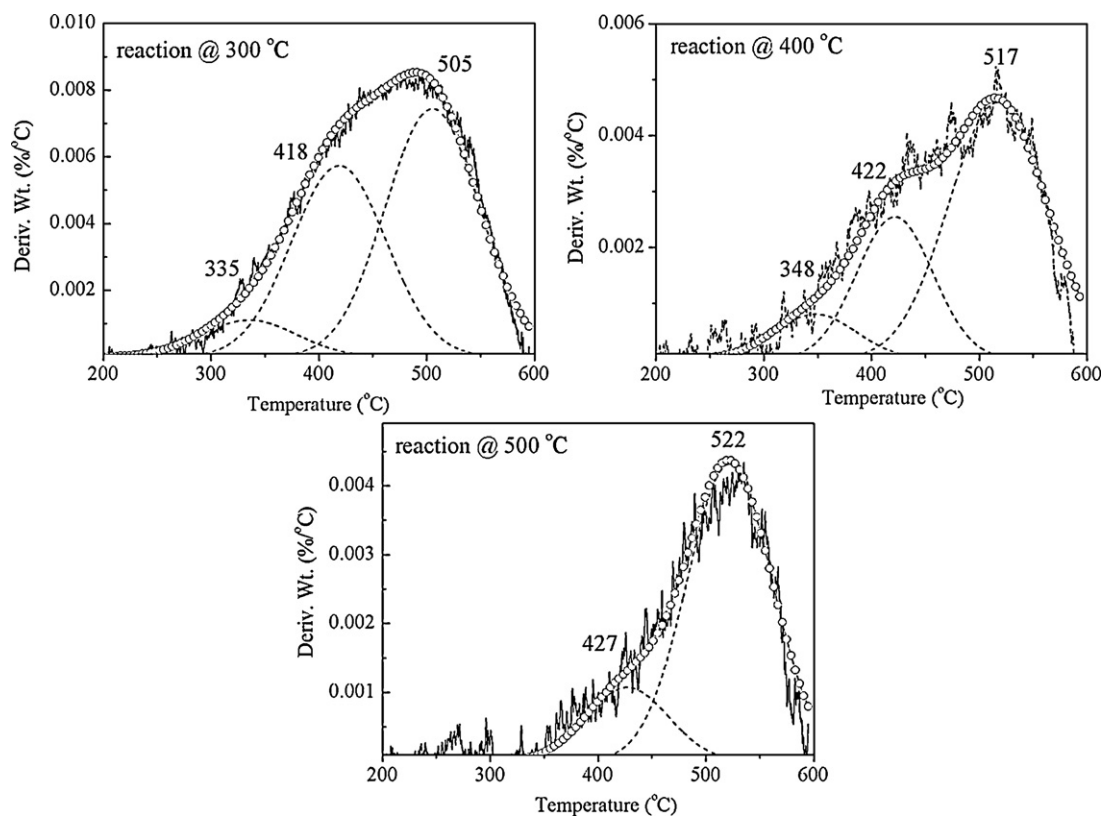 reaction @ 300 °C
505
418
335
0.010
0.008
0.006
0.004
0.002
Deriv. Wt. (%/°C)
200 300 400 500 600
Temperature (°C)
reaction @ 400 °C
517
422
348
0.006
0.004
0.002
Deriv. Wt. (%/°C)
200 300 400 500 600
Temperature (°C)
reaction @ 500 °C
522
427
0.004
0.003
0.002
0.001
Deriv. Wt. (%/°C)
200 300 400 500 600
Temperature (°C)